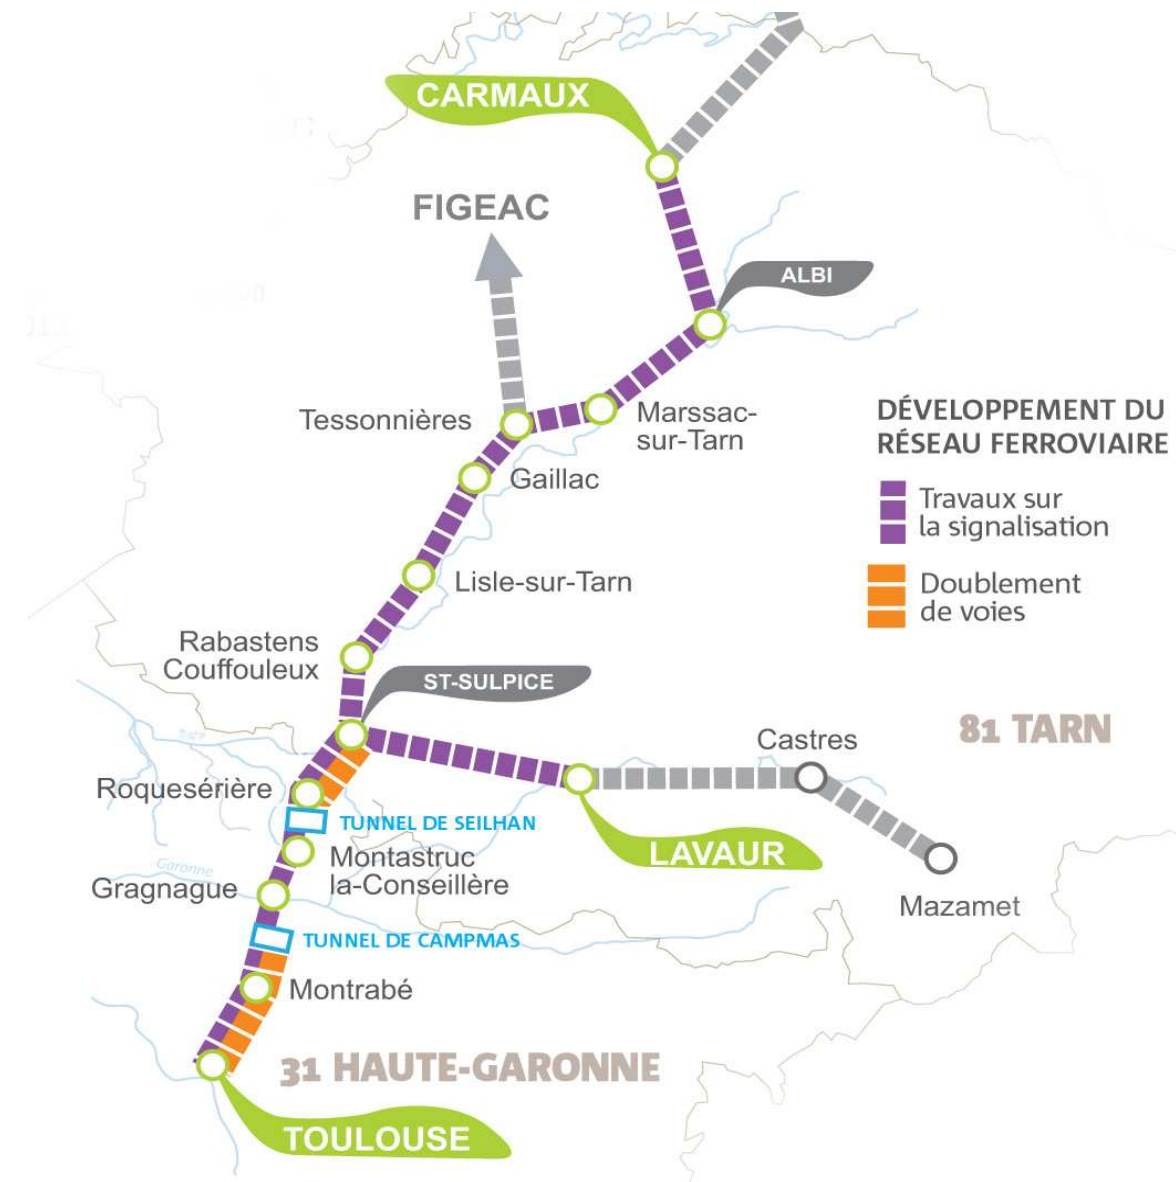 CARMAUX
FIGEAC
ALBI
Tessonnières
Marssac-
sur-Tarn
Gaillac
DÉVELOPPEMENT DU
RÉSEAU FERROVIAIRE
Travaux sur
la signalisation
Doublement
de voies
Lisle-sur-Tarn
Rabastens
Couffouleux
ST-SULPICE
81 TARN
Castres
Roquesérière
TUNNEL DE SEILHAN
LAVAUR
Montastruc
la-Conseillère
Garonne
Gragnague
Mazamet
TUNNEL DE CAMPMAS
Montrabé
31 HAUTE-GARONNE
TOULOUSE